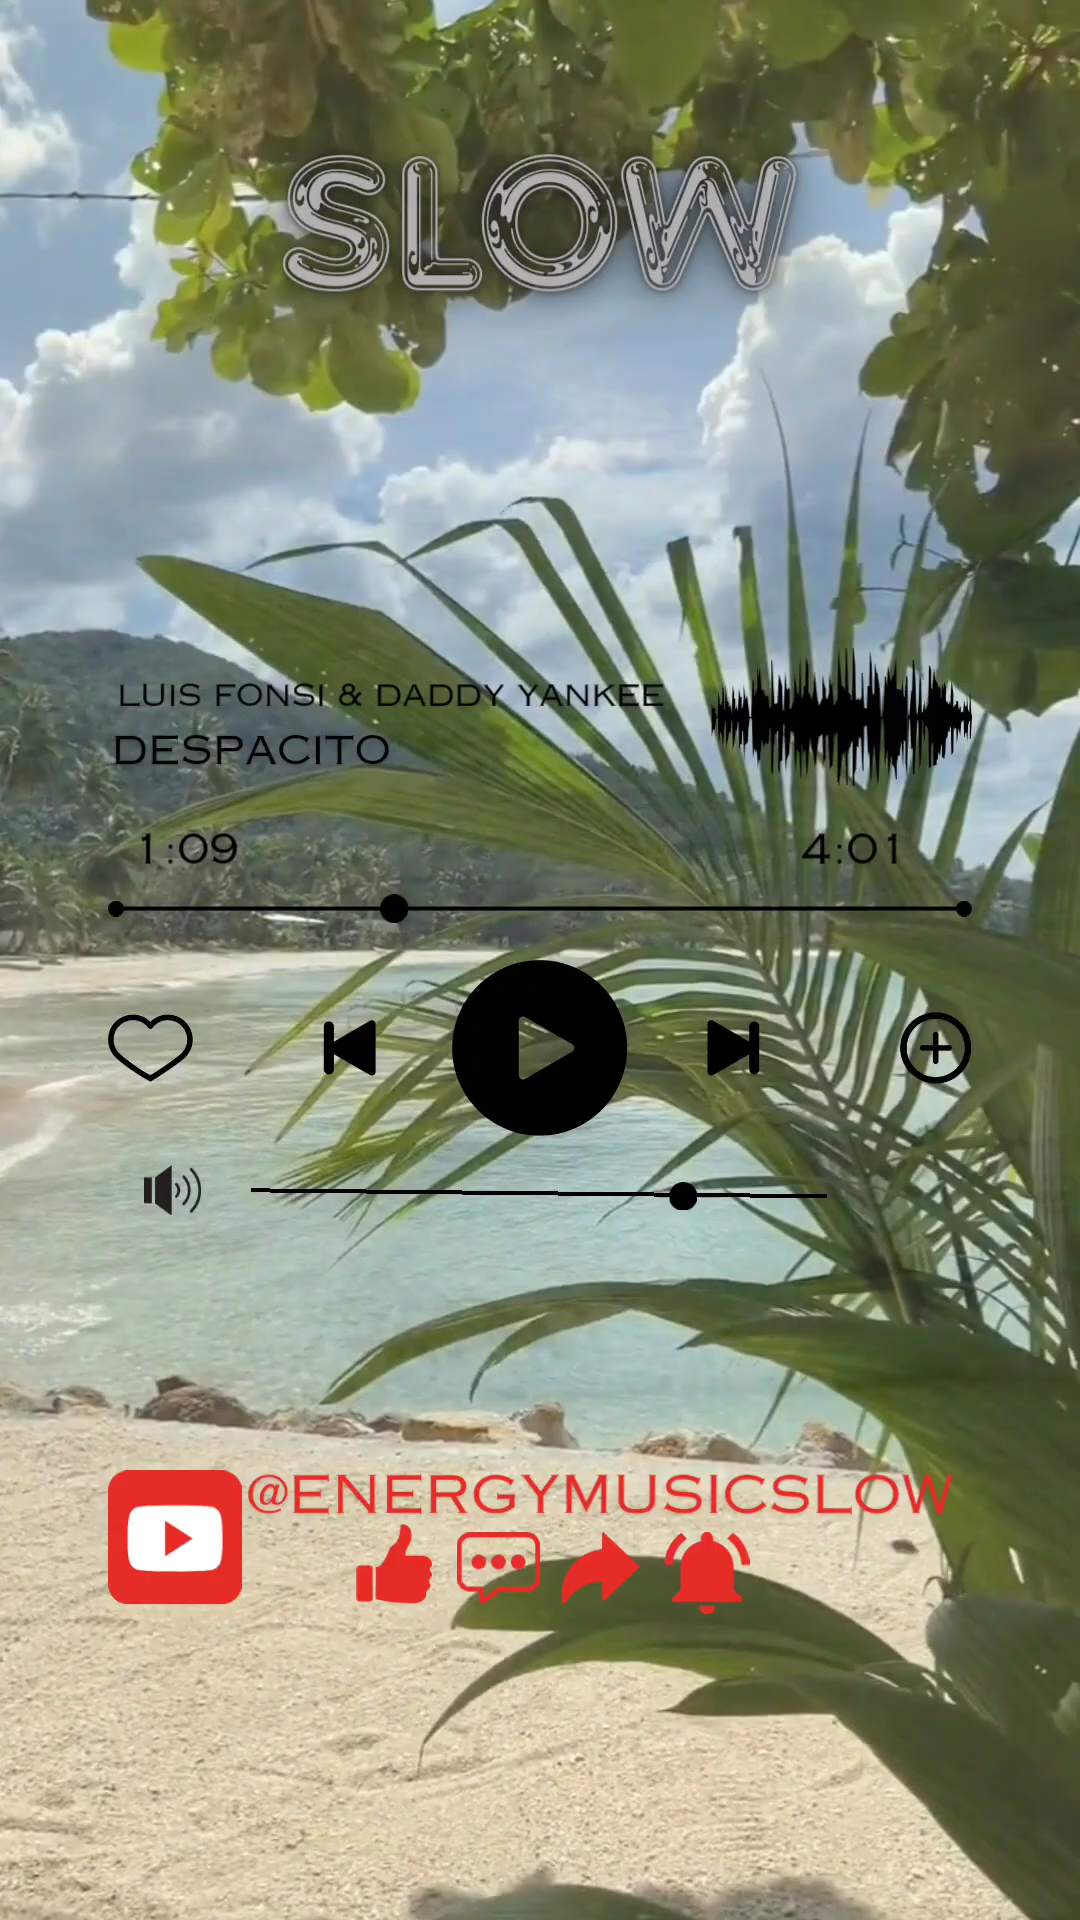 SLOW
LUIS FONSI & DADDY YANKEE
DESPACITO
1:09
4:01
@ENERGYMUSICSLOW